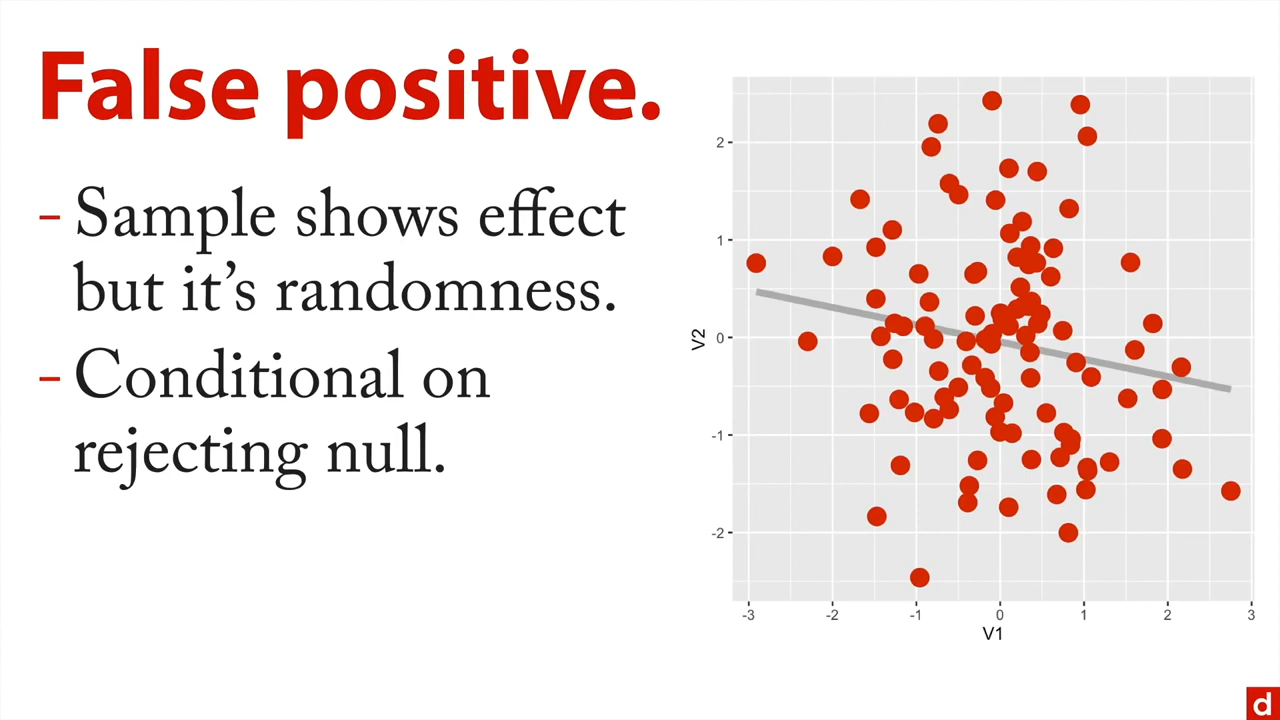 False positive.
– Sample shows effect
but it’s randomness.
– Conditional on
rejecting null.
2
1
0
-1
-2
V2
-3
-2
-1
0
1
2
3
V1
d